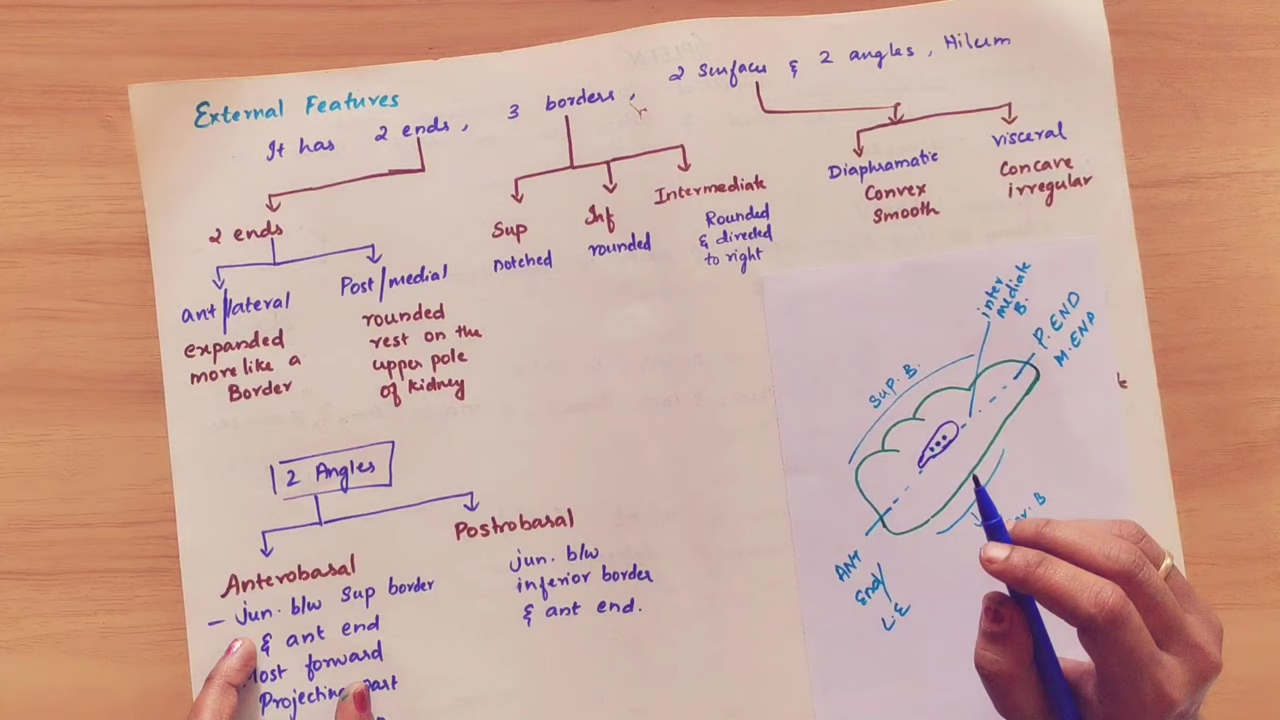 External Features
It has 2 ends, 3 borders, 2 surfaces & 2 angles, Hilum
2 ends
ant/lateral
expanded
more like a
Border
Post/medial
rounded
rest on the
upper pole
of kidney
Sup
notched
Inf
rounded
Intermediate
Rounded
& directed
to right
Diaphramatic
Convex
Smooth
visceral
Concave
irregular
2 Angles
Anterobasal
- Jun. b/w Sup border
& ant end
Most forward
Projecting Part
Postrobasal
jun. b/w
inferior border
& ant end.
inter
mediate
B.
P. END
M. END
Sup. B.
ANT
End/
L.E
B